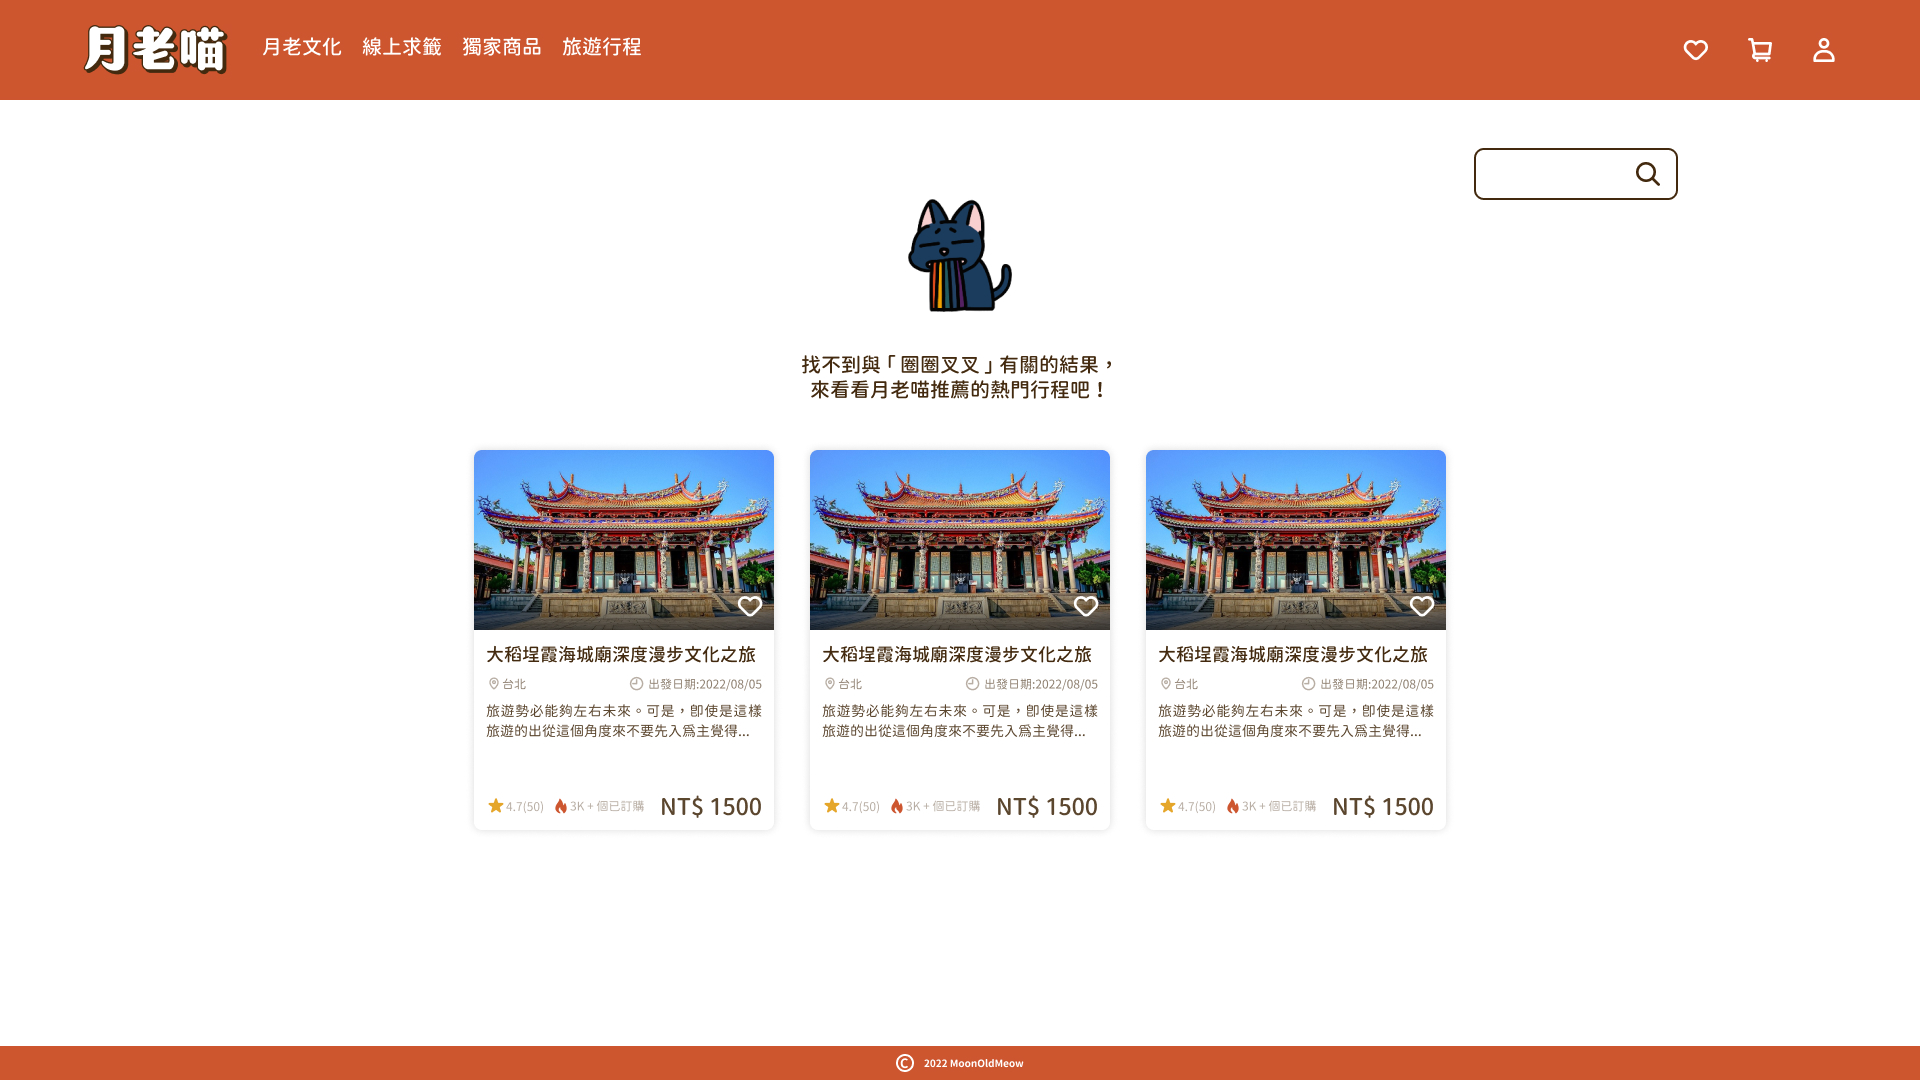 月老喵
月老文化 線上求籤 獨家商品 旅遊行程
找不到與「圈圈叉叉」有關的結果，
來看看月老喵推薦的熱門行程吧！
大稻埕霞海城廟深度漫步文化之旅
台北 出發日期:2022/08/05
旅遊勢必能夠左右未來。可是，即使是這樣
旅遊的出從這個角度來不要先入為主覺得...
4.7(50) 3K + 個已訂購 NT$ 1500
大稻埕霞海城廟深度漫步文化之旅
台北 出發日期:2022/08/05
旅遊勢必能夠左右未來。可是，即使是這樣
旅遊的出從這個角度來不要先入為主覺得...
4.7(50) 3K + 個已訂購 NT$ 1500
大稻埕霞海城廟深度漫步文化之旅
台北 出發日期:2022/08/05
旅遊勢必能夠左右未來。可是，即使是這樣
旅遊的出從這個角度來不要先入為主覺得...
4.7(50) 3K + 個已訂購 NT$ 1500
© 2022 MoonOldMeow